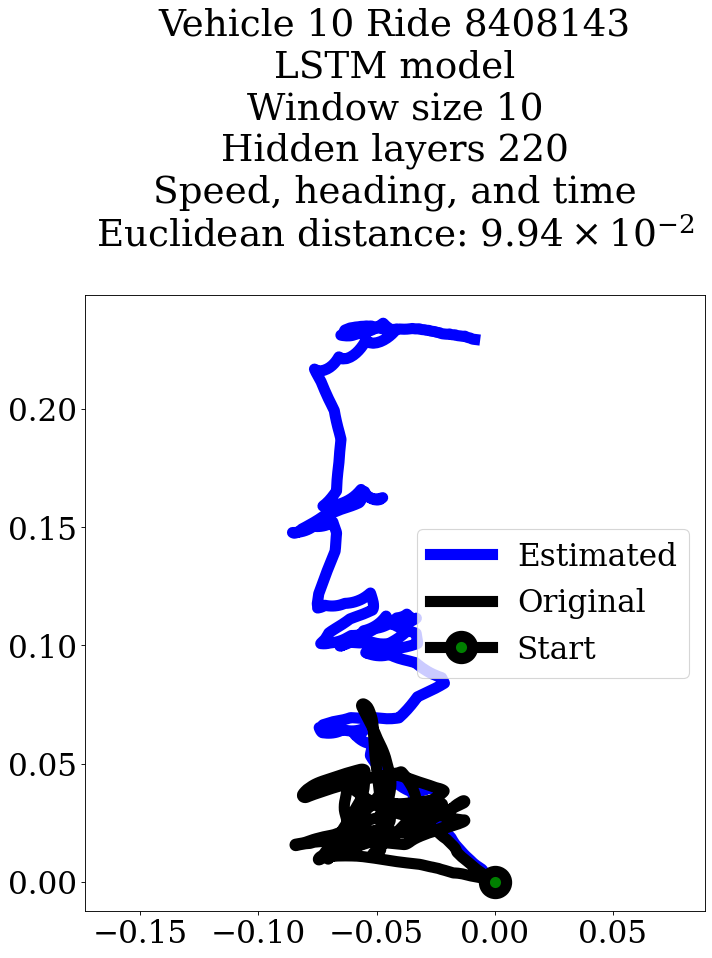 Vehicle 10 Ride 8408143
LSTM model
Window size 10
Hidden layers 220
Speed, heading, and time
Euclidean distance: 9.94 × 10⁻²
0.20
0.15
0.10
0.05
0.00
Estimated
Original
Start
−0.15 −0.10 −0.05 0.00 0.05